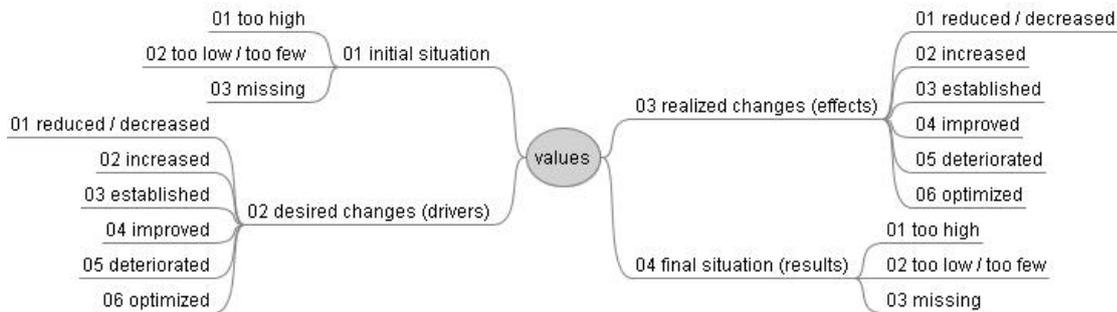 values
01 initial situation
01 too high
02 too low / too few
03 missing
02 desired changes (drivers)
01 reduced / decreased
02 increased
03 established
04 improved
05 deteriorated
06 optimized
03 realized changes (effects)
01 reduced / decreased
02 increased
03 established
04 improved
05 deteriorated
06 optimized
04 final situation (results)
01 too high
02 too low / too few
03 missing